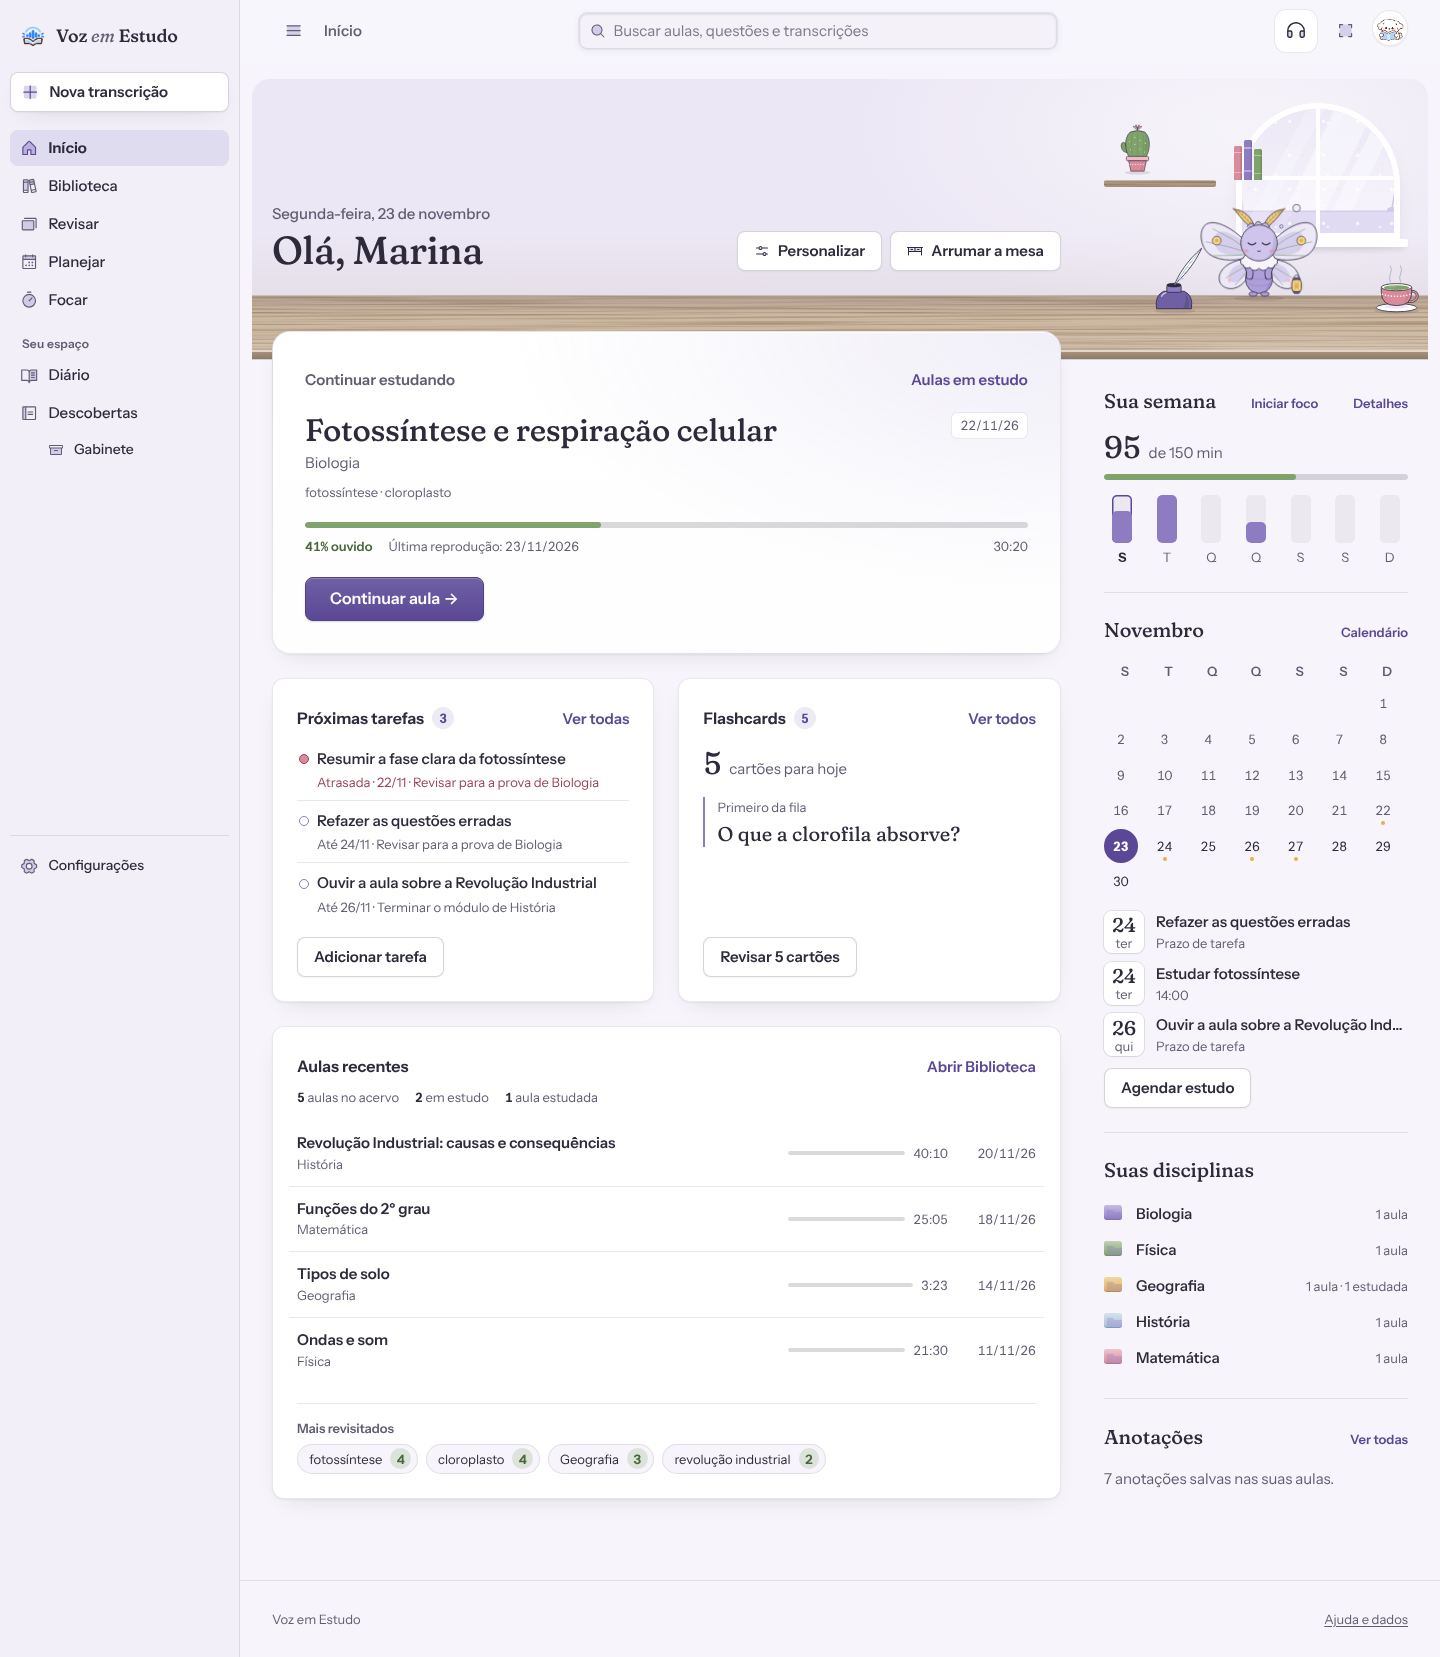 Voz em Estudo
Nova transcrição
Início
Biblioteca
Revisar
Planejar
Focar
Seu espaço
Diário
Descobertas
Gabinete
Configurações
Início
Buscar aulas, questões e transcrições
Segunda-feira, 23 de novembro
Olá, Marina
Personalizar
Arrumar a mesa
Continuar estudando
Aulas em estudo
Fotossíntese e respiração celular
22/11/26
Biologia
fotossíntese · cloroplasto
41% ouvido Última reprodução: 23/11/2026 30:20
Continuar aula →
Próximas tarefas 3 Ver todas
Resumir a fase clara da fotossíntese
Atrasada · 22/11 · Revisar para a prova de Biologia
Refazer as questões erradas
Até 24/11 · Revisar para a prova de Biologia
Ouvir a aula sobre a Revolução Industrial
Até 26/11 · Terminar o módulo de História
Adicionar tarefa
Flashcards 5 Ver todos
5 cartões para hoje
Primeiro da fila
O que a clorofila absorve?
Revisar 5 cartões
Aulas recentes Abrir Biblioteca
5 aulas no acervo 2 em estudo 1 aula estudada
Revolução Industrial: causas e consequências
História
40:10 20/11/26
Funções do 2º grau
Matemática
25:05 18/11/26
Tipos de solo
Geografia
3:23 14/11/26
Ondas e som
Física
21:30 11/11/26
Mais revisitados
fotossíntese 4 cloroplasto 4 Geografia 3 revolução industrial 2
Sua semana Iniciar foco Detalhes
95 de 150 min
S T Q Q S S D
Novembro Calendário
S T Q Q S S D
1
2 3 4 5 6 7 8
9 10 11 12 13 14 15
16 17 18 19 20 21 22
23 24 25 26 27 28 29
30
24 ter
Refazer as questões erradas
Prazo de tarefa
24 ter
Estudar fotossíntese
14:00
26 qui
Ouvir a aula sobre a Revolução Ind...
Prazo de tarefa
Agendar estudo
Suas disciplinas
Biologia 1 aula
Física 1 aula
Geografia 1 aula · 1 estudada
História 1 aula
Matemática 1 aula
Anotações Ver todas
7 anotações salvas nas suas aulas.
Voz em Estudo
Ajuda e dados